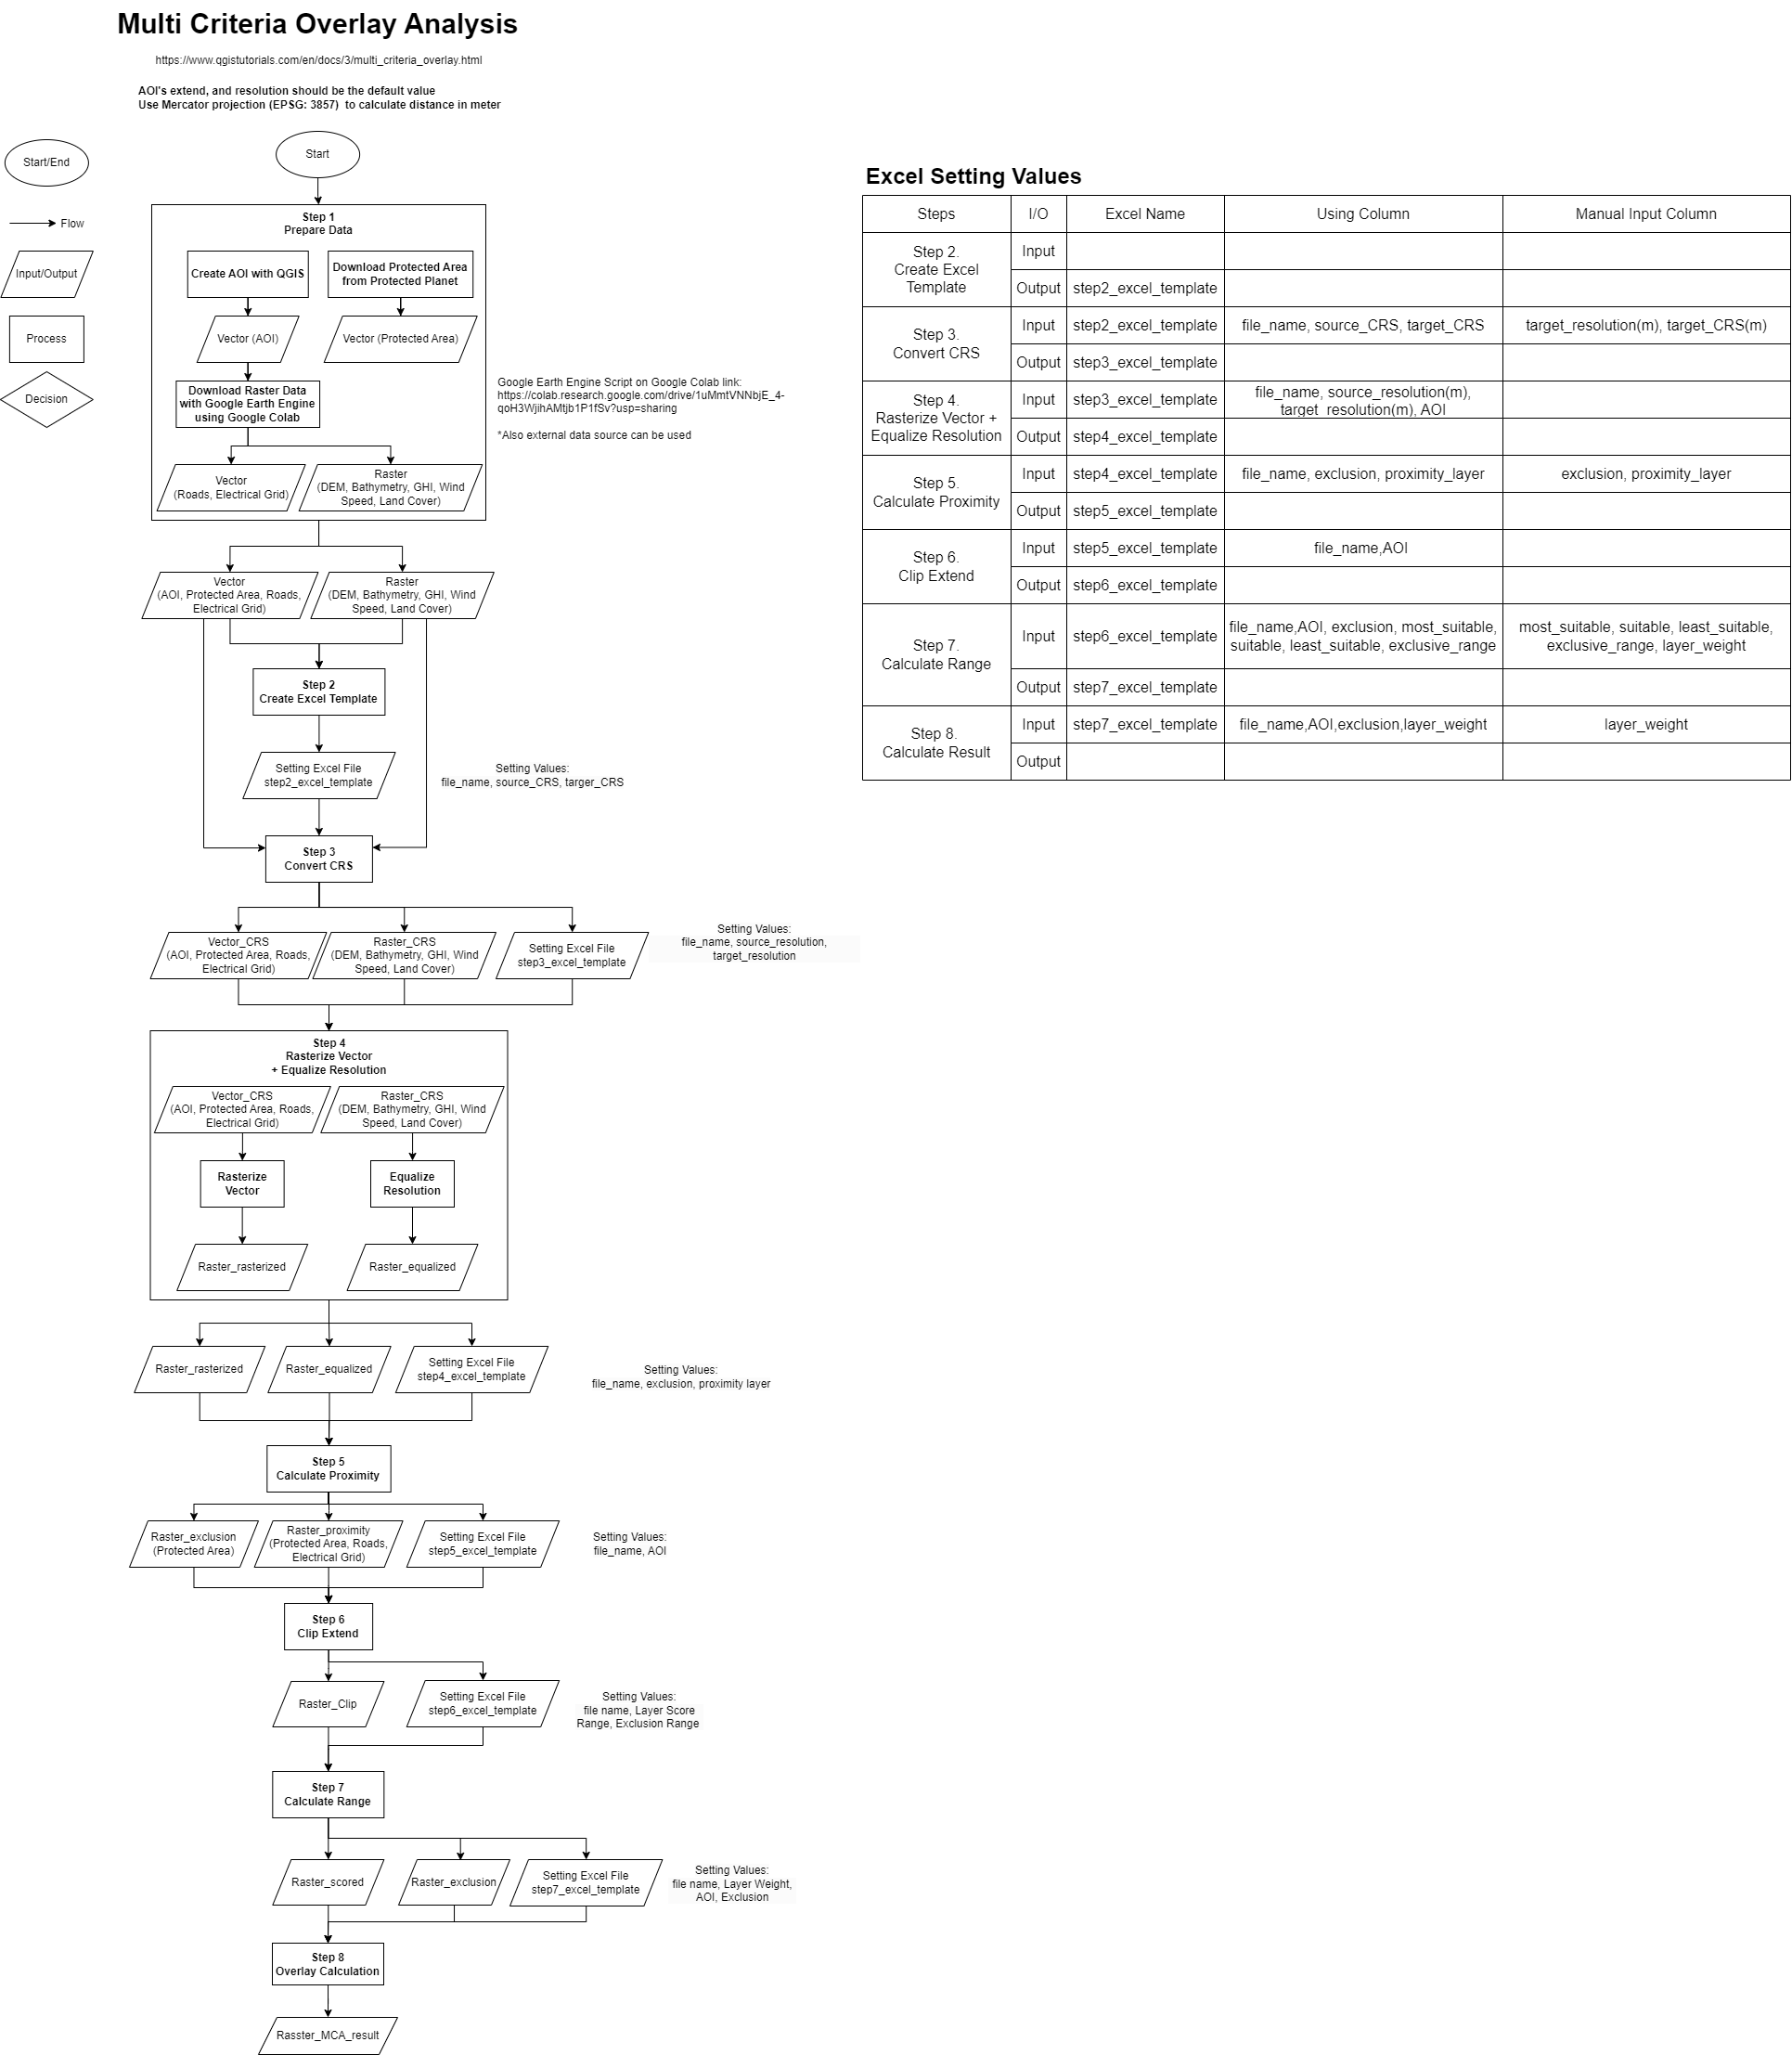 Multi Criteria Overlay Analysis
https://www.qgistutorials.com/en/docs/3/multi_criteria_overlay.html
AOI's extend, and resolution should be the default value
Use Mercator projection (EPSG: 3857)  to calculate distance in meter
Start/End
Flow
Input/Output
Process
Decision
Start
Step 1
Prepare Data
Create AOI with QGIS
Download Protected Area
from Protected Planet
Vector (AOI)
Vector (Protected Area)
Download Raster Data
with Google Earth Engine
using Google Colab
Google Earth Engine Script on Google Colab link:
https://colab.research.google.com/drive/1uMmtVNNbjE_4-
qoH3WjihAMtjb1P1fSv?usp=sharing
*Also external data source can be used
Vector
(Roads, Electrical Grid)
Raster
(DEM, Bathymetry, GHI, Wind
Speed, Land Cover)
Vector
(AOI, Protected Area, Roads,
Electrical Grid)
Raster
(DEM, Bathymetry, GHI, Wind
Speed, Land Cover)
Step 2
Create Excel Template
Setting Excel File
step2_excel_template
Setting Values:
file_name, source_CRS, targer_CRS
Step 3
Convert CRS
Vector_CRS
(AOI, Protected Area, Roads,
Electrical Grid)
Raster_CRS
(DEM, Bathymetry, GHI, Wind
Speed, Land Cover)
Setting Excel File
step3_excel_template
Setting Values:
file_name, source_resolution,
target_resolution
Step 4
Rasterize Vector
+ Equalize Resolution
Vector_CRS
(AOI, Protected Area, Roads,
Electrical Grid)
Raster_CRS
(DEM, Bathymetry, GHI, Wind
Speed, Land Cover)
Rasterize
Vector
Equalize
Resolution
Raster_rasterized
Raster_equalized
Raster_rasterized
Raster_equalized
Setting Excel File
step4_excel_template
Setting Values:
file_name, exclusion, proximity layer
Step 5
Calculate Proximity
Raster_exclusion
(Protected Area)
Raster_proximity
(Protected Area, Roads,
Electrical Grid)
Setting Excel File
step5_excel_template
Setting Values:
file_name, AOI
Step 6
Clip Extend
Raster_Clip
Setting Excel File
step6_excel_template
Setting Values:
file name, Layer Score
Range, Exclusion Range
Step 7
Calculate Range
Raster_scored
Raster_exclusion
Setting Excel File
step7_excel_template
Setting Values:
file name, Layer Weight,
AOI, Exclusion
Step 8
Overlay Calculation
Rasster_MCA_result
Excel Setting Values
Steps I/O Excel Name Using Column Manual Input Column
Step 2.
Create Excel
Template
Input
Output step2_excel_template
Step 3.
Convert CRS
Input step2_excel_template file_name, source_CRS, target_CRS target_resolution(m), target_CRS(m)
Output step3_excel_template
Step 4.
Rasterize Vector +
Equalize Resolution
Input step3_excel_template file_name, source_resolution(m),
target_resolution(m), AOI
Output step4_excel_template
Step 5.
Calculate Proximity
Input step4_excel_template file_name, exclusion, proximity_layer exclusion, proximity_layer
Output step5_excel_template
Step 6.
Clip Extend
Input step5_excel_template file_name,AOI
Output step6_excel_template
Step 7.
Calculate Range
Input step6_excel_template file_name,AOI, exclusion, most_suitable,
suitable, least_suitable, exclusive_range
most_suitable, suitable, least_suitable,
exclusive_range, layer_weight
Output step7_excel_template
Step 8.
Calculate Result
Input step7_excel_template file_name,AOI,exclusion,layer_weight layer_weight
Output